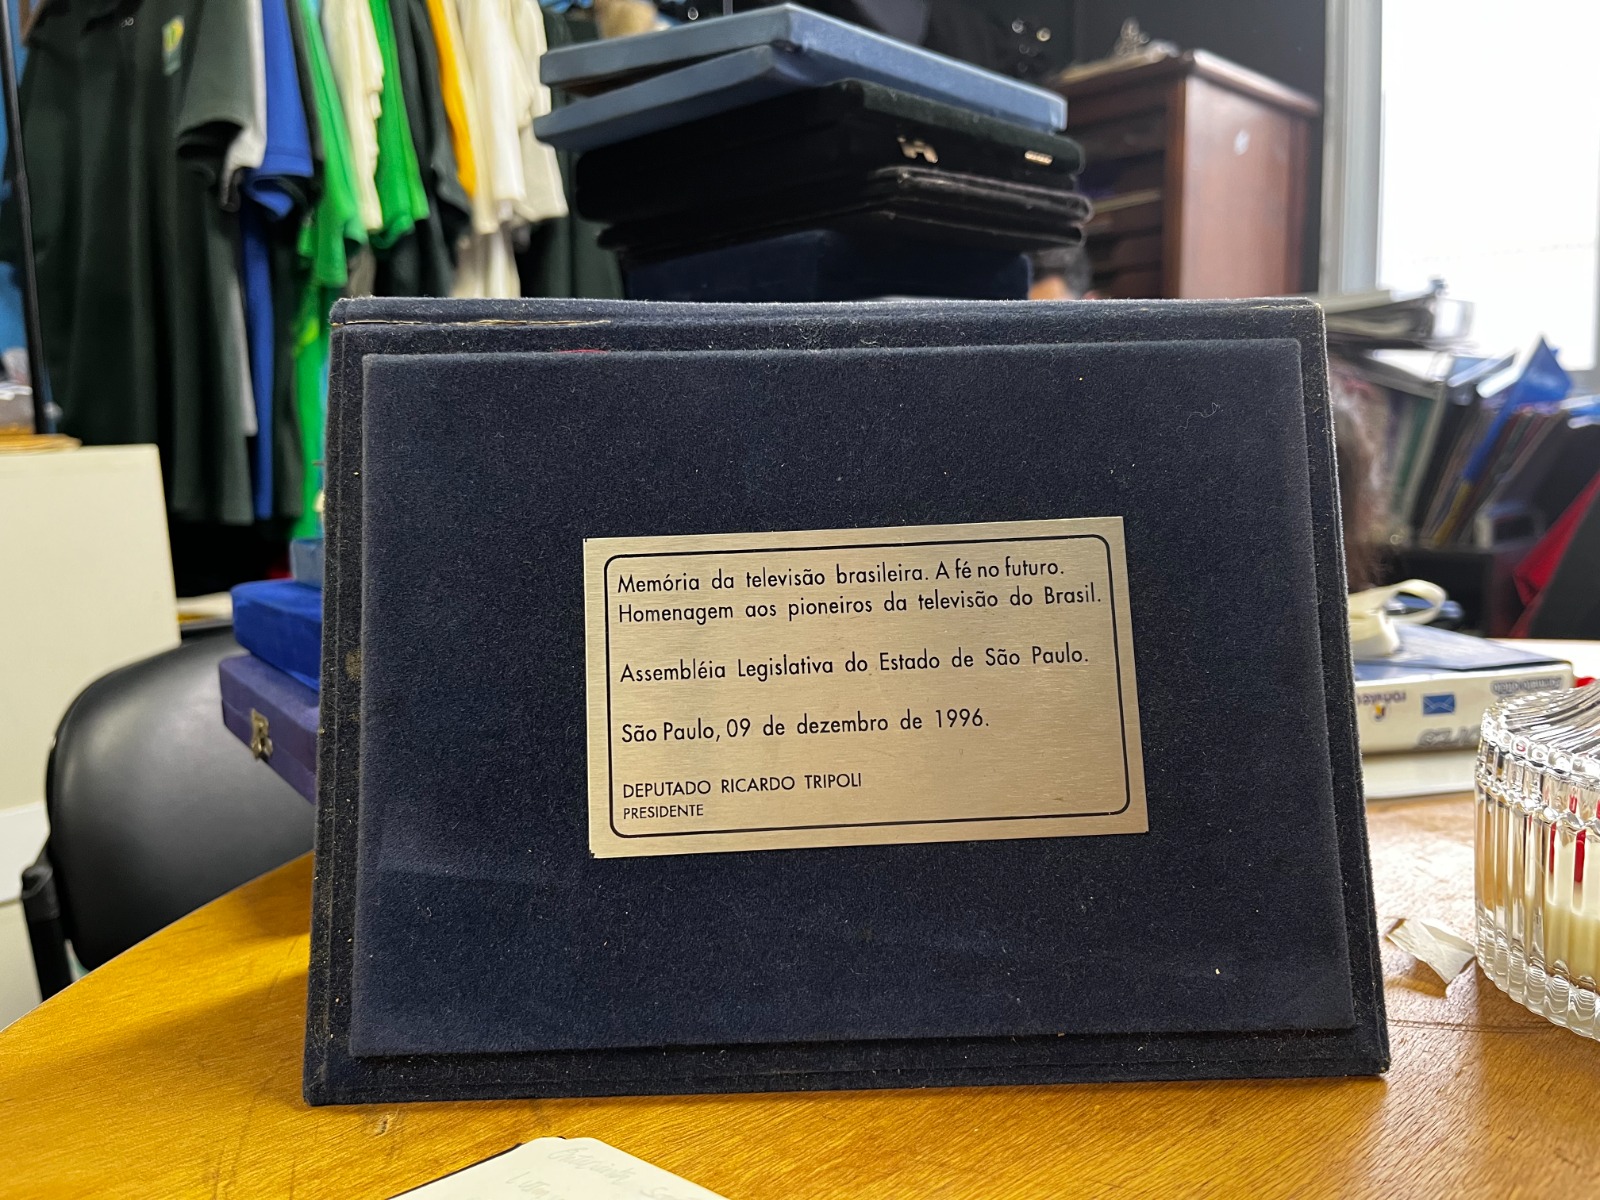 Memória da televisão brasileira. A fé no futuro.
Homenagem aos pioneiros da televisão do Brasil.
Assembléia Legislativa do Estado de São Paulo.
São Paulo, 09 de dezembro de 1996.
DEPUTADO RICARDO TRIPOLI
PRESIDENTE